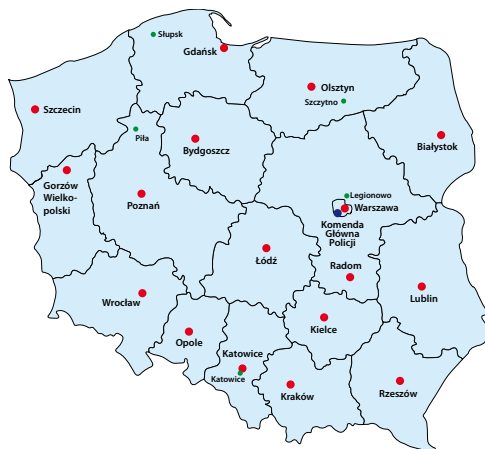 Słupsk
Gdańsk
Olsztyn
Szczytno
Szczecin
Piła
Bydgoszcz
Białystok
Gorzów
Wielko-
polski
Poznań
Legionowo
Warszawa
Komenda
Główna
Policji
Łódź
Radom
Lublin
Wrocław
Opole
Kielce
Katowice
Katowice
Kraków
Rzeszów